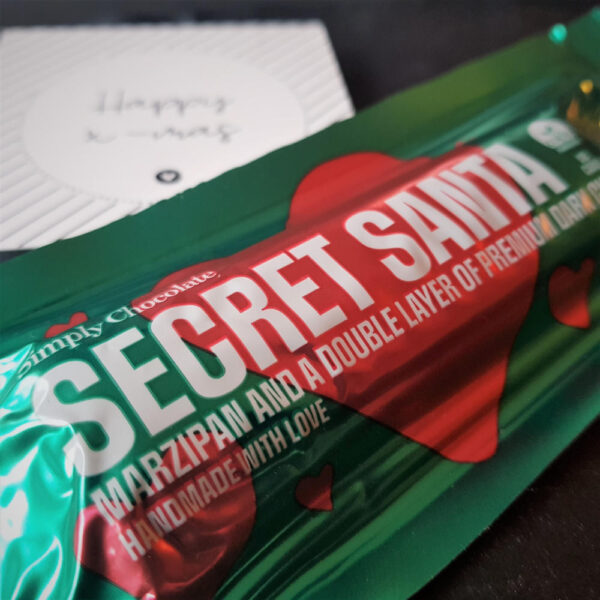 Happy
x-mas
Simply Chocolate
SECRET SANTA
MARZIPAN AND A DOUBLE LAYER OF PREMIUM DARK
HANDMADE WITH LOVE